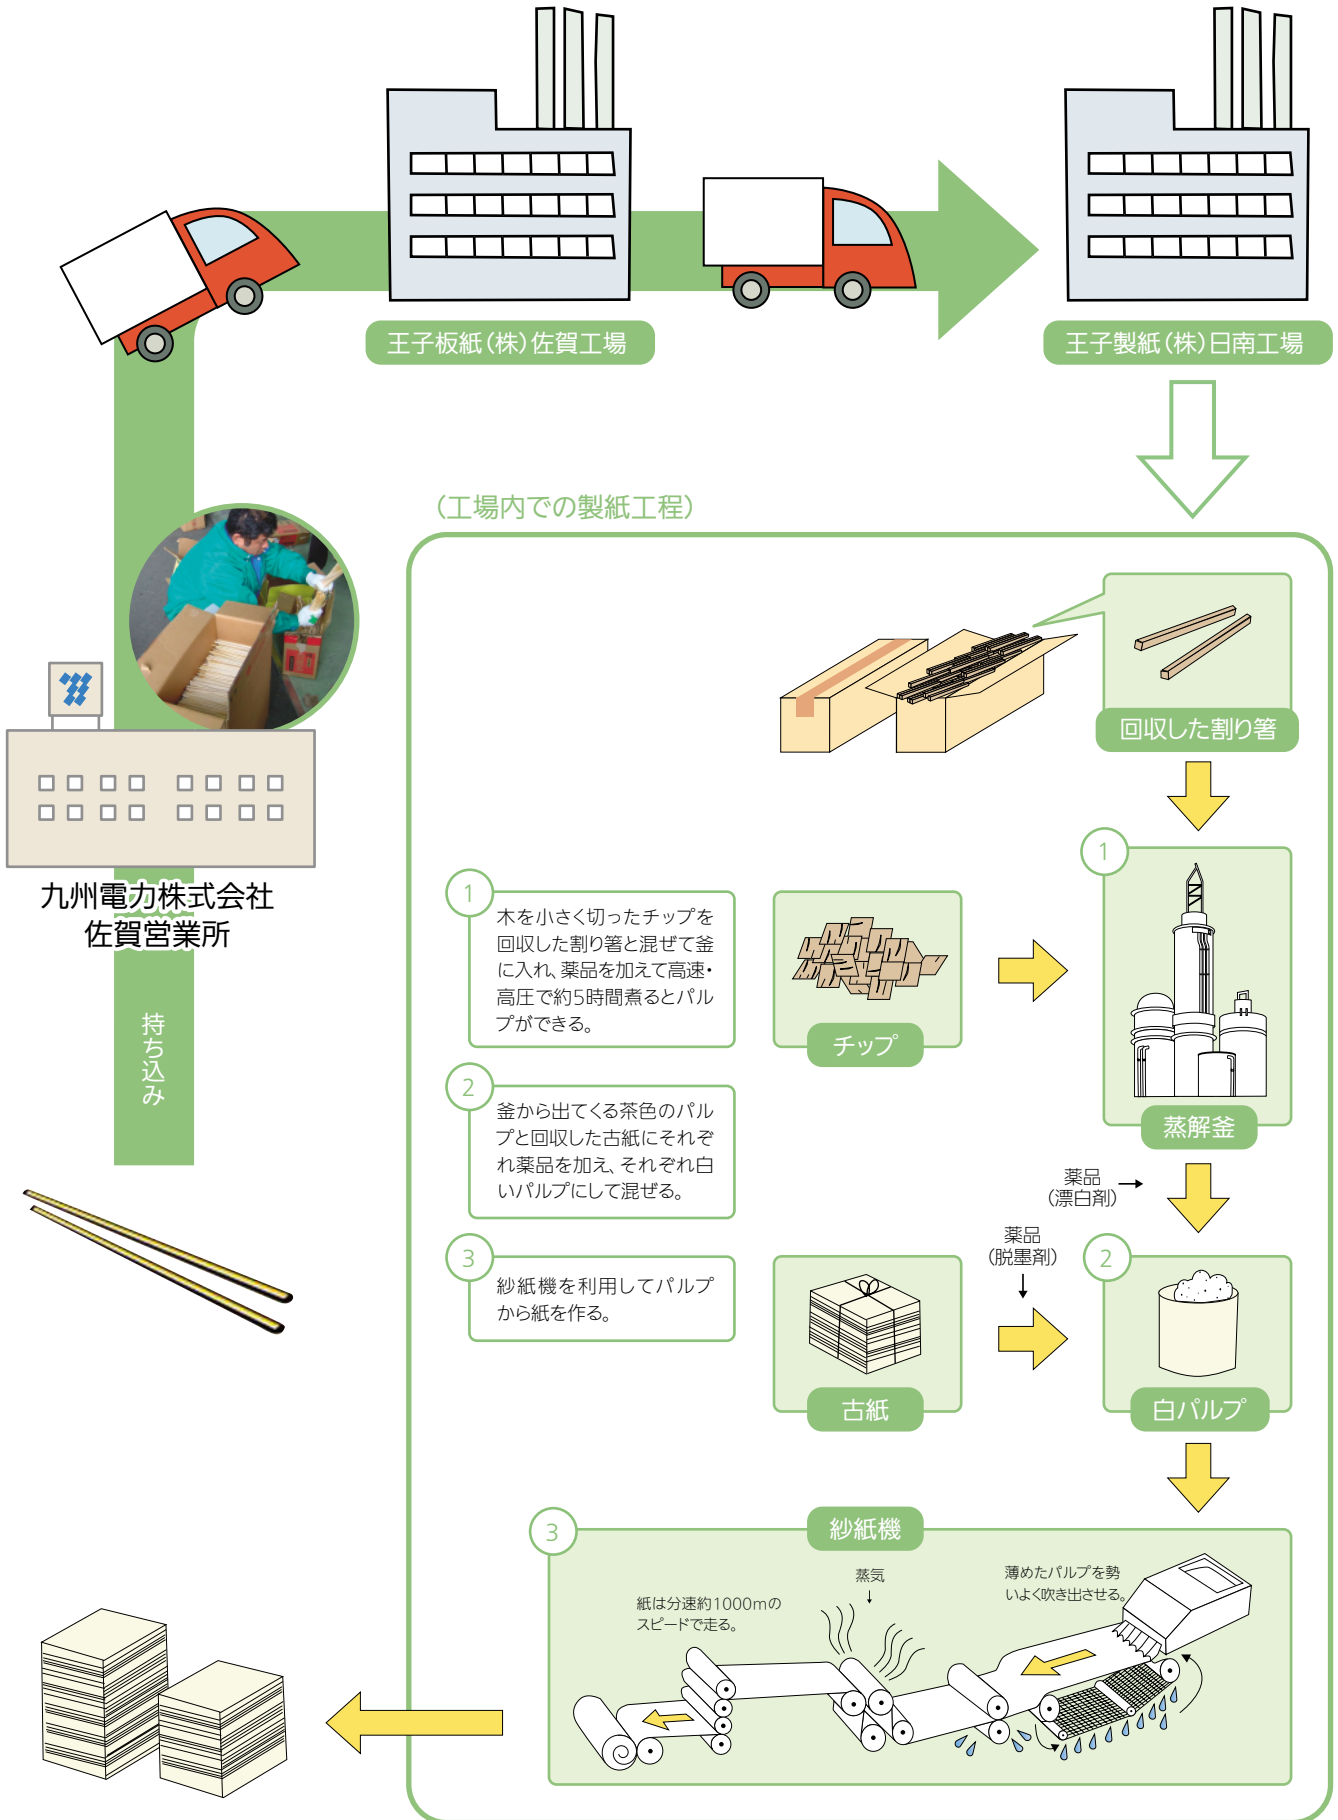 王子板紙(株)佐賀工場
王子製紙(株)日南工場
(工場内での製紙工程)
回収した割り箸
九州電力株式会社
佐賀営業所
持ち込み
1
木を小さく切ったチップを
回収した割り箸と混ぜて釜
に入れ、薬品を加えて高速・
高圧で約5時間煮るとパル
プができる。
チップ
1
蒸解釜
2
釜から出てくる茶色のパル
プと回収した古紙にそれぞ
れ薬品を加え、それぞれ白
いパルプにして混ぜる。
薬品
(漂白剤)
薬品
(脱墨剤)
3
紗紙機を利用してパルプ
から紙を作る。
古紙
2
白パルプ
3
紗紙機
紙は分速約1000mの
スピードで走る。
蒸気
薄めたパルプを勢
いよく吹き出させる。